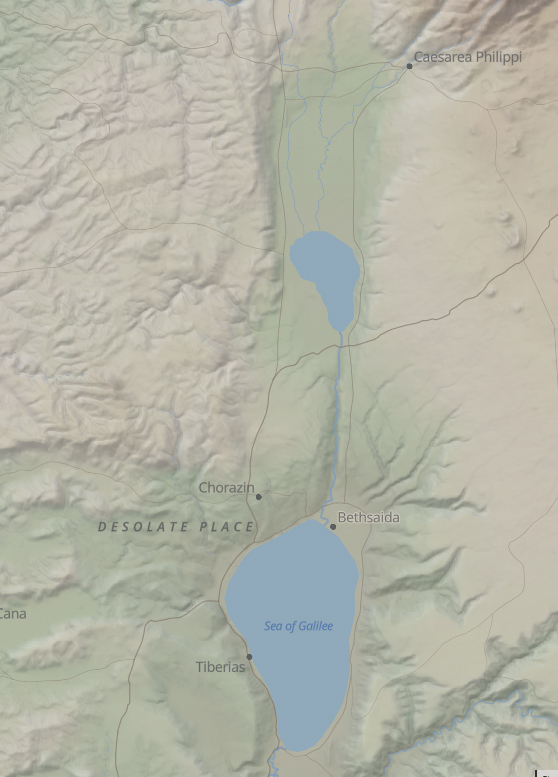 Caesarea Philippi
Chorazin
DESOLATE PLACE
Bethsaida
Cana
Sea of Galilee
Tiberias